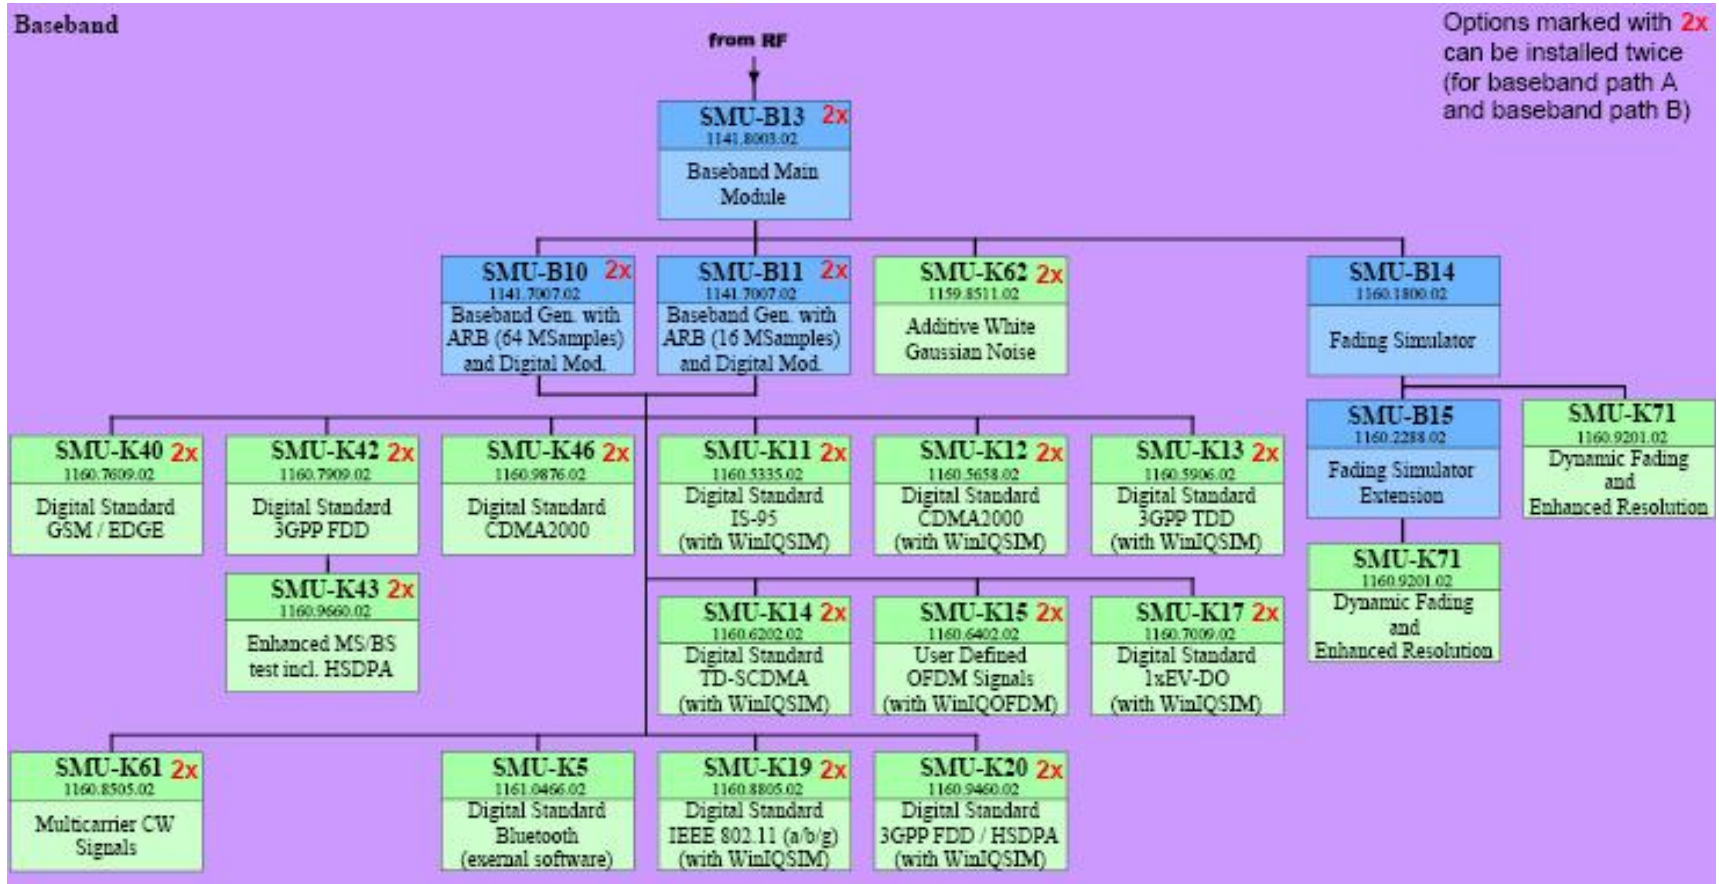 Baseband
from RF
Options marked with 2x
can be installed twice
(for baseband path A
and baseband path B)
SMU-B13 2x
1141.8003.02
Baseband Main
Module
SMU-B10 2x
1141.7007.02
Baseband Gen. with
ARB (64 MSamples)
and Digital Mod.
SMU-B11 2x
1141.7007.02
Baseband Gen. with
ARB (16 MSamples)
and Digital Mod.
SMU-K62 2x
1159.8511.02
Additive White
Gaussian Noise
SMU-B14
1160.1800.02
Fading Simulator
SMU-B15
1160.2288.02
Fading Simulator
Extension
SMU-K71
1160.9201.02
Dynamic Fading
and
Enhanced Resolution
SMU-K40 2x
1160.7609.02
Digital Standard
GSM / EDGE
SMU-K42 2x
1160.7909.02
Digital Standard
3GPP FDD
SMU-K46 2x
1160.9876.02
Digital Standard
CDMA2000
SMU-K11 2x
1160.5335.02
Digital Standard
IS-95
(with WinIQSIM)
SMU-K12 2x
1160.5658.02
Digital Standard
CDMA2000
(with WinIQSIM)
SMU-K13 2x
1160.5906.02
Digital Standard
3GPP TDD
(with WinIQSIM)
SMU-K71
1160.9201.02
Dynamic Fading
and
Enhanced Resolution
SMU-K43 2x
1160.9660.02
Enhanced MS/BS
test incl. HSDPA
SMU-K14 2x
1160.6202.02
Digital Standard
TD-SCDMA
(with WinIQSIM)
SMU-K15 2x
1160.6402.02
User Defined
OFDM Signals
(with WinIQOFDM)
SMU-K17 2x
1160.7009.02
Digital Standard
1xEV-DO
(with WinIQSIM)
SMU-K61 2x
1160.8505.02
Multicarrier CW
Signals
SMU-K5
1161.0466.02
Digital Standard
Bluetooth
(exernal software)
SMU-K19 2x
1160.8805.02
Digital Standard
IEEE 802.11 (a/b/g)
(with WinIQSIM)
SMU-K20 2x
1160.9460.02
Digital Standard
3GPP FDD / HSDPA
(with WinIQSIM)